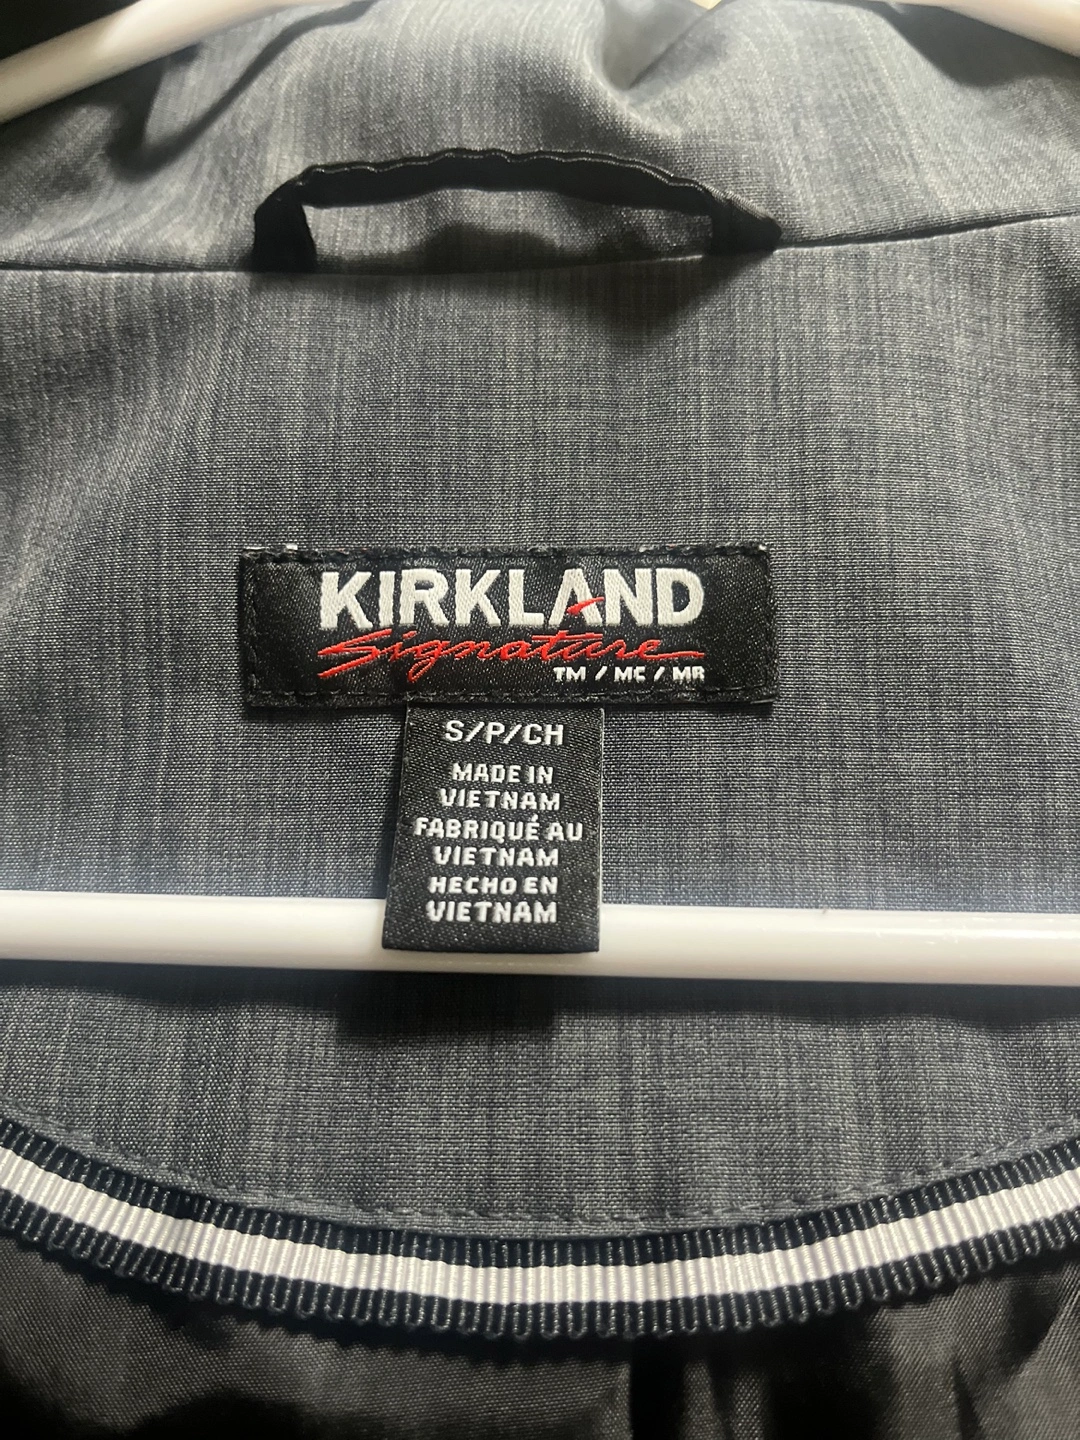 KIRKLAND
Signature
TM / MC / MR
S/P/CH
MADE IN
VIETNAM
FABRIQUÉ AU
VIETNAM
HECHO EN
VIETNAM